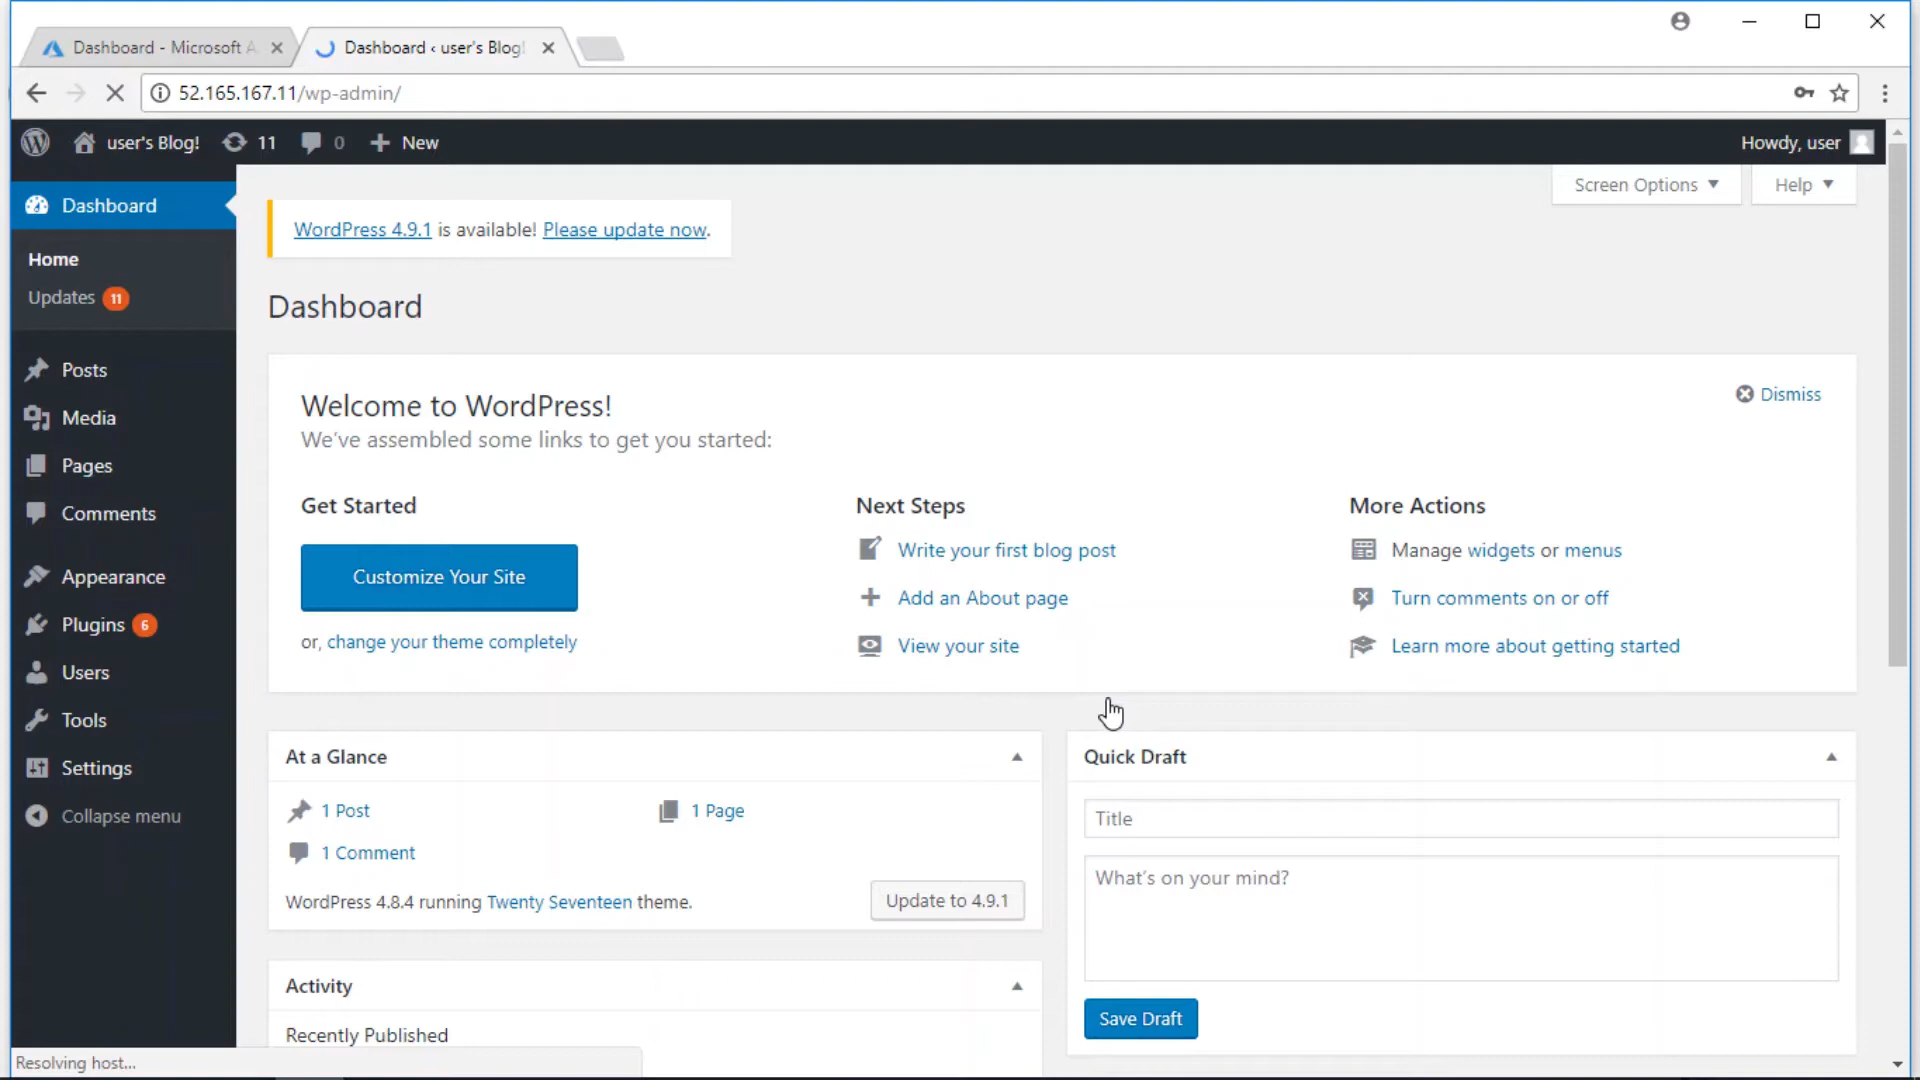 Dashboard - Microsoft A
Dashboard ‹ user's Blog!
52.165.167.11/wp-admin/
user's Blog! 11 0 New
Howdy, user
Screen Options Help
Dashboard
Home
Updates 11
Posts
Media
Pages
Comments
Appearance
Plugins 6
Users
Tools
Settings
Collapse menu
WordPress 4.9.1 is available! Please update now.
Dashboard
Welcome to WordPress!
We've assembled some links to get you started:
Dismiss
Get Started
Customize Your Site
or, change your theme completely
Next Steps
Write your first blog post
Add an About page
View your site
More Actions
Manage widgets or menus
Turn comments on or off
Learn more about getting started
At a Glance
1 Post
1 Page
1 Comment
WordPress 4.8.4 running Twenty Seventeen theme.
Update to 4.9.1
Activity
Recently Published
Quick Draft
Title
What's on your mind?
Save Draft
Resolving host...